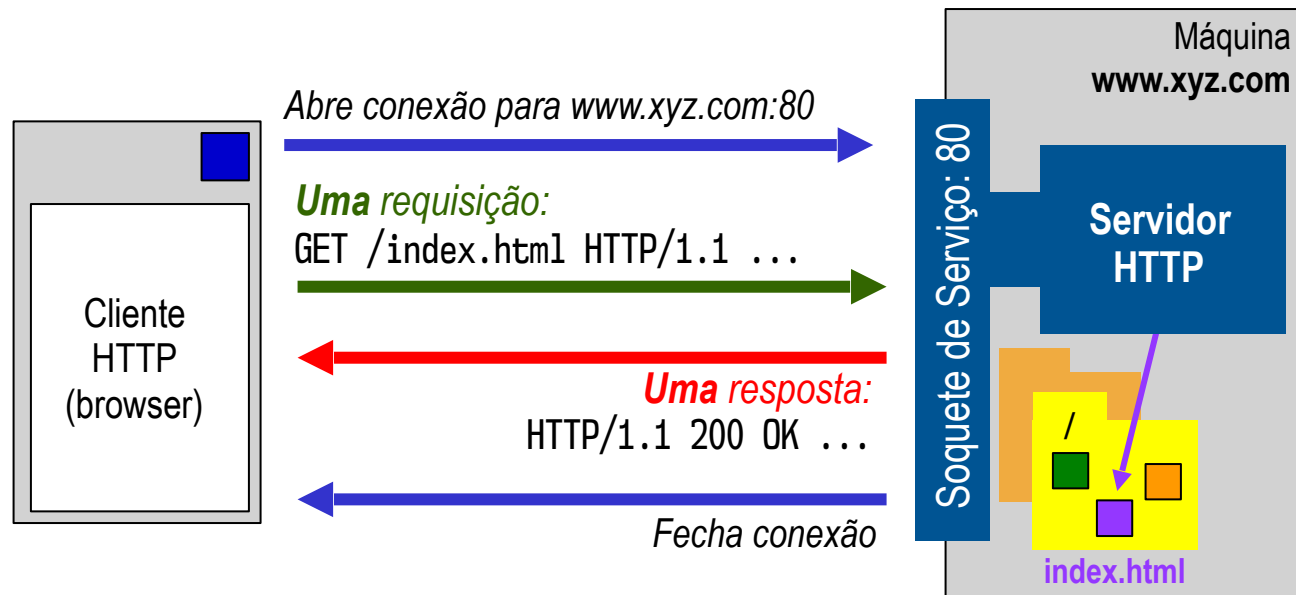 Máquina
www.xyz.com
Abre conexão para www.xyz.com:80
Uma requisição:
GET /index.html HTTP/1.1 ...
Cliente
HTTP
(browser)
Uma resposta:
HTTP/1.1 200 OK ...
Fecha conexão
Soquete de Serviço: 80
Servidor
HTTP
/
index.html